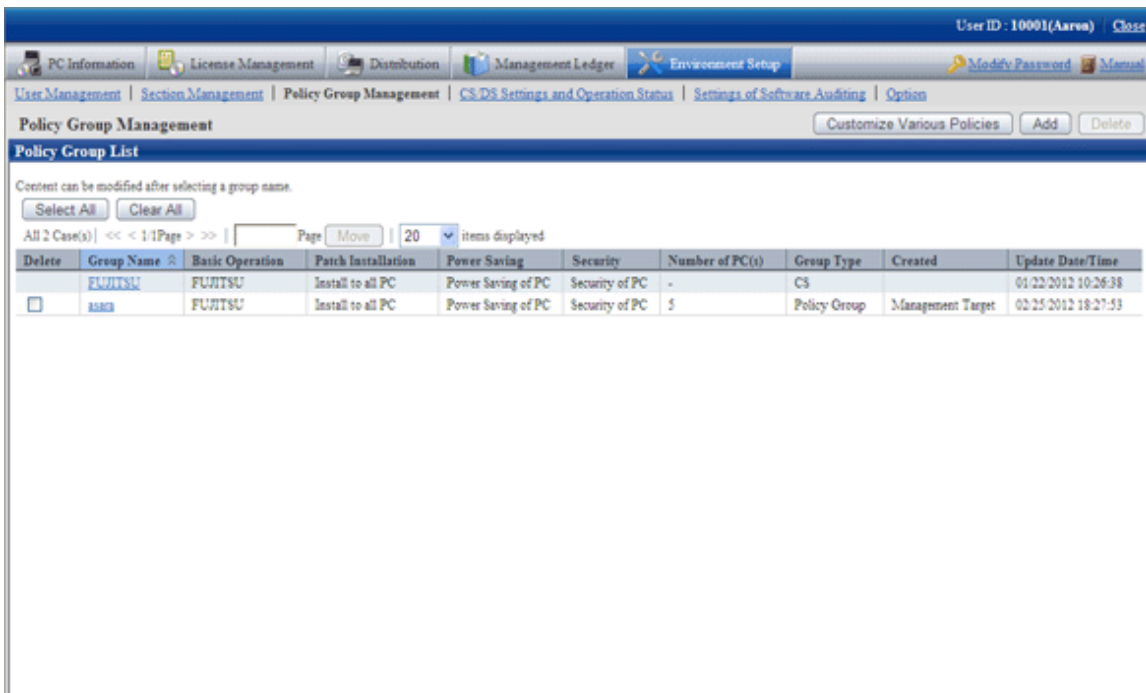 User ID : 10001(Aaron) Close
PC Information License Management Distribution Management Ledger Environment Setup Modify Password Manual
User Management | Section Management | Policy Group Management | CS/DS Settings and Operation Status | Settings of Software Auditing | Option
Policy Group Management Customize Various Policies Add Delete
Policy Group List
Content can be modified after selecting a group name.
Select All Clear All
All 2 Case(s)| << < 1/1Page > >> | Page Move | 20 items displayed
Delete Group Name Basic Operation Patch Installation Power Saving Security Number of PC(s) Group Type Created Update Date/Time
FUJITSU FUJITSU Install to all PC Power Saving of PC Security of PC - CS 01/22/2012 10:26:38
FUJITSU Install to all PC Power Saving of PC Security of PC 5 Policy Group Management Target 02/25/2012 18:27:53